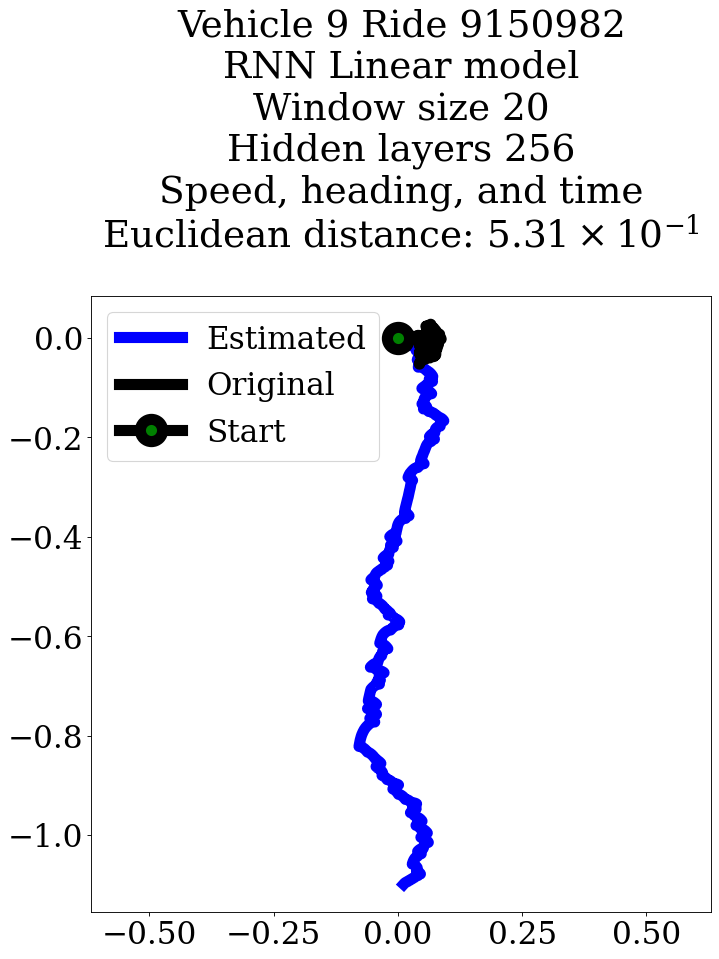 Vehicle 9 Ride 9150982
RNN Linear model
Window size 20
Hidden layers 256
Speed, heading, and time
Euclidean distance: 5.31 × 10⁻¹
Estimated
Original
Start
0.0
−0.2
−0.4
−0.6
−0.8
−1.0
−0.50 −0.25 0.00 0.25 0.50